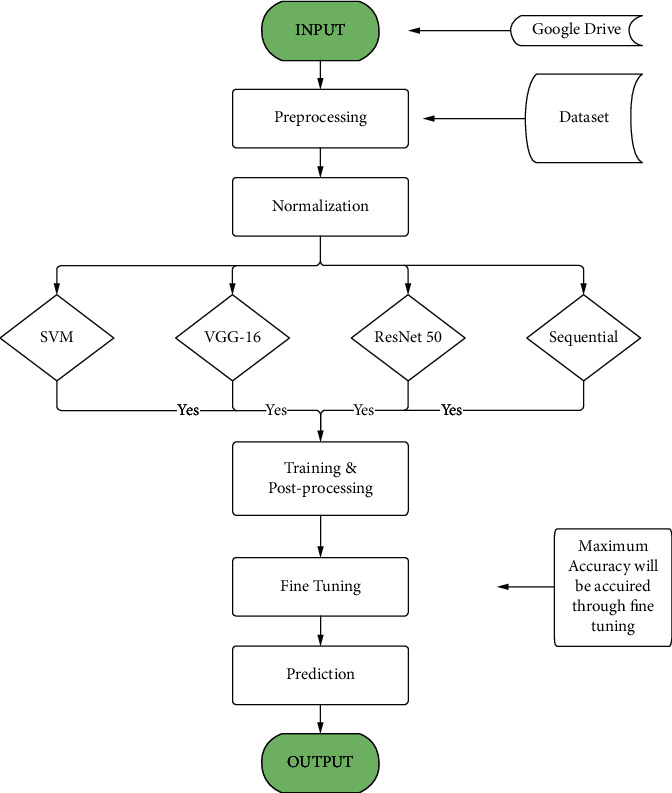 INPUT
Google Drive
Preprocessing
Dataset
Normalization
SVM
VGG-16
ResNet 50
Sequential
Yes
Yes
Yes
Yes
Training &
Post-processing
Fine Tuning
Maximum
Accuracy will
be accuired
through fine
tuning
Prediction
OUTPUT